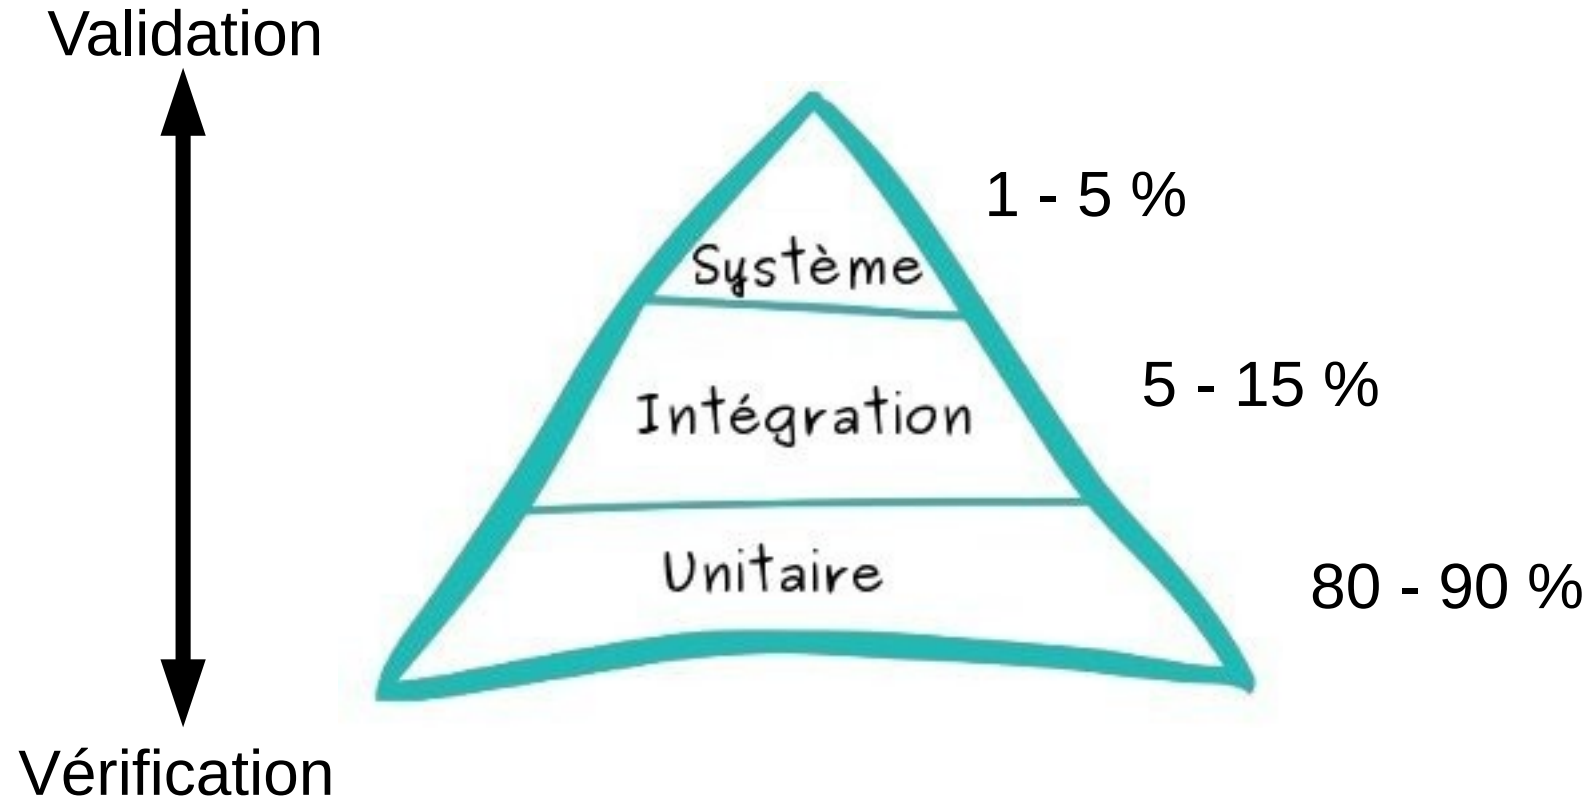 Validation
1 - 5 %
Système
5 - 15 %
Intégration
Unitaire
80 - 90 %
Vérification